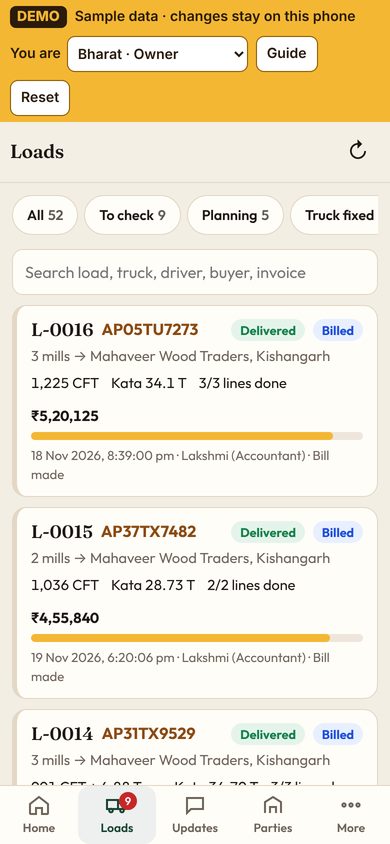 DEMO Sample data · changes stay on this phone
You are Bharat · Owner Guide
Reset
Loads
All 52 To check 9 Planning 5 Truck fixed
Search load, truck, driver, buyer, invoice
L-0016 AP05TU7273 Delivered Billed
3 mills → Mahaveer Wood Traders, Kishangarh
1,225 CFT Kata 34.1 T 3/3 lines done
₹5,20,125
18 Nov 2026, 8:39:00 pm · Lakshmi (Accountant) · Bill
made
L-0015 AP37TX7482 Delivered Billed
2 mills → Mahaveer Wood Traders, Kishangarh
1,036 CFT Kata 28.73 T 2/2 lines done
₹4,55,840
19 Nov 2026, 6:20:06 pm · Lakshmi (Accountant) · Bill
made
L-0014 AP31TX9529 Delivered Billed
3 mills → Mahaveer Wood Traders, Kishangarh
9
Home Loads Updates Parties More